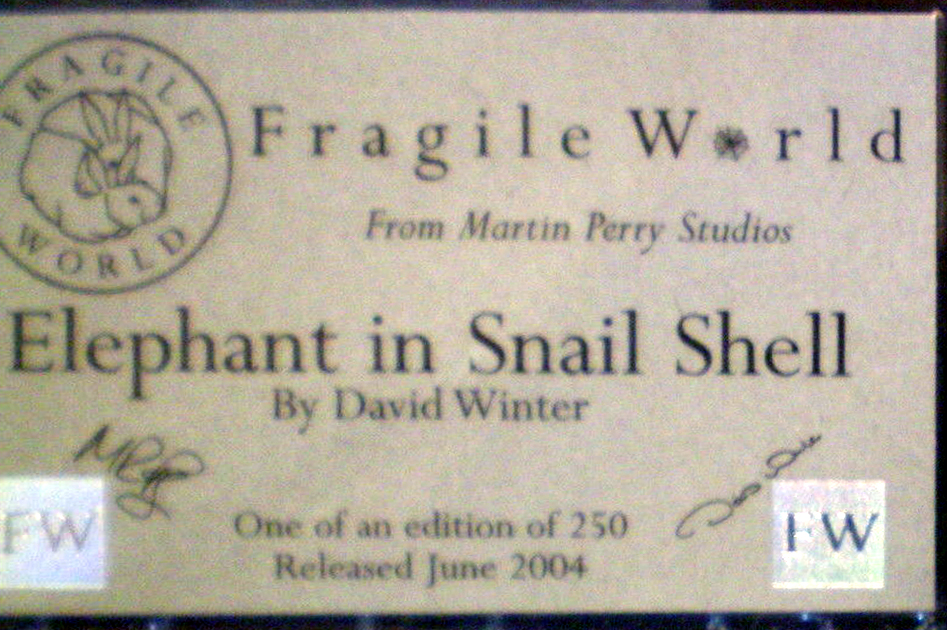 FRAGILE
WORLD
Fragile World
From Martin Perry Studios
Elephant in Snail Shell
By David Winter
One of an edition of 250
Released June 2004
FW
FW